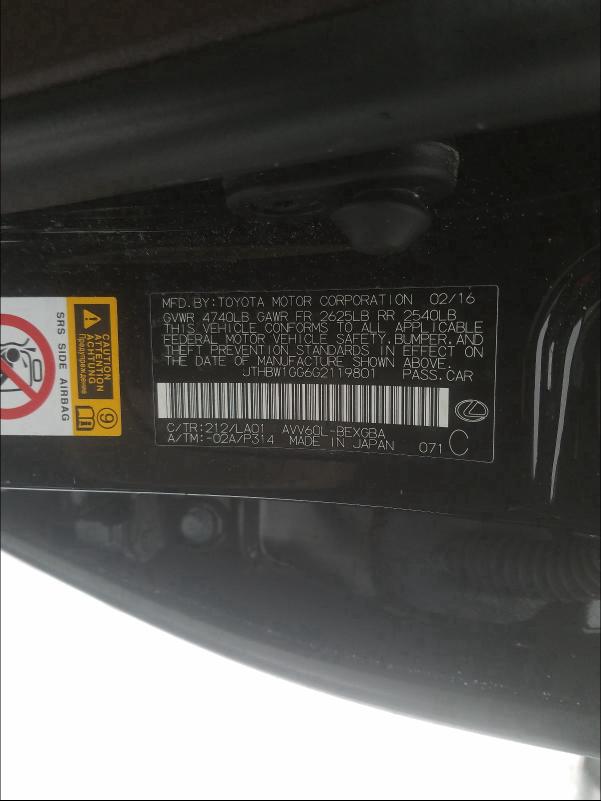 MFD.BY:TOYOTA MOTOR CORPORATION 02/16
GVWR 4740LB GAWR FR 2625LB RR 2540LB
THIS VEHICLE CONFORMS TO ALL APPLICABLE
FEDERAL MOTOR VEHICLE SAFETY,BUMPER,AND
THEFT PREVENTION STANDARDS IN EFFECT ON
THE DATE OF MANUFACTURE SHOWN ABOVE.
JTHBW1GG6G2119801 PASS.CAR
C/TR:212/LA01 AVV60L-BEXGBA
A/TM:-02A/P314 MADE IN JAPAN 071 C
SRS SIDE AIRBAG
CAUTION
ATTENTION
ACHTUNG
Предупреждение
9